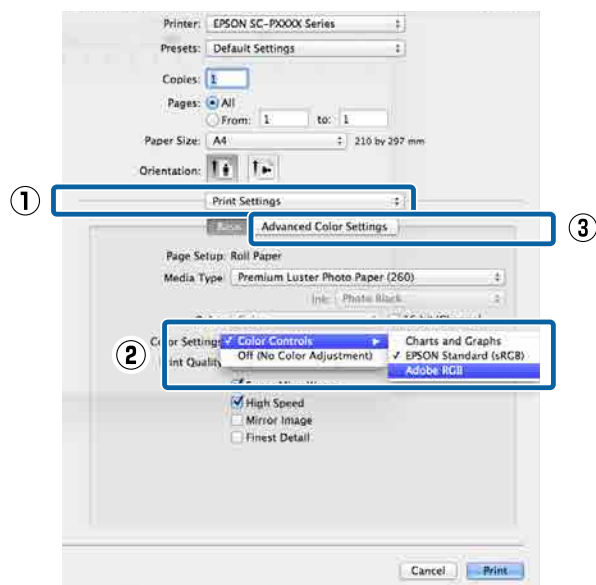 Printer: EPSON SC-PXXXX Series
Presets: Default Settings
Copies: 1
Pages: All
From: 1 to: 1
Paper Size: A4 210 by 297 mm
Orientation:
① Print Settings
Basic Advanced Color Settings ③
Page Setup: Roll Paper
Media Type: Premium Luster Photo Paper (260)
Ink: Photo Black
Color Settings ✓ Color Controls ▶ Charts and Graphs
② Off (No Color Adjustment) ✓ EPSON Standard (sRGB)
Print Quality Adobe RGB
High Speed
Mirror Image
Finest Detail
Cancel Print